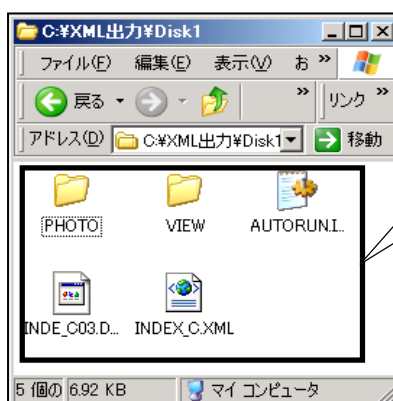 C:¥XML出力¥Disk1
ファイル(F) 編集(E) 表示(V) お »
戻る » リンク »
アドレス(D) C:¥XML出力¥Disk1 移動
PHOTO VIEW AUTORUN.I...
INDE_C03.D... INDEX_C.XML
5 個の 6.92 KB マイ コンピュータ